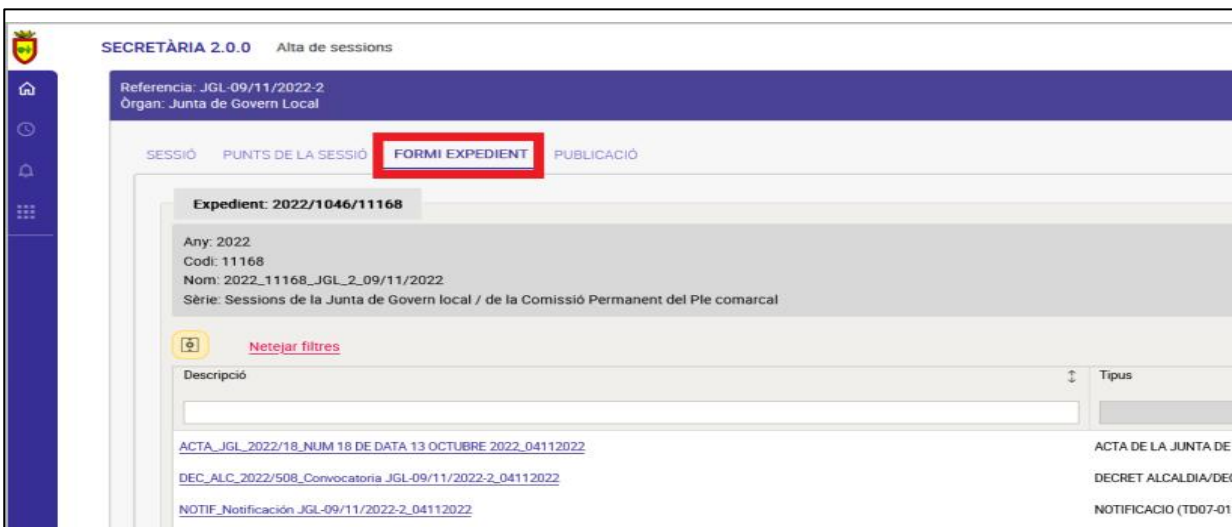 SECRETÀRIA 2.0.0 Alta de sessions
Referencia: JGL-09/11/2022-2
Òrgan: Junta de Govern Local
SESSIÓ PUNTS DE LA SESSIÓ FORMI EXPEDIENT PUBLICACIÓ
Expedient: 2022/1046/11168
Any: 2022
Codi: 11168
Nom: 2022_11168_JGL_2_09/11/2022
Sèrie: Sessions de la Junta de Govern local / de la Comissió Permanent del Ple comarcal
Netejar filtres
Descripció Tipus
ACTA_JGL_2022/18_NUM 18 DE DATA 13 OCTUBRE 2022_04112022 ACTA DE LA JUNTA DE
DEC_ALC_2022/508_Convocatoria JGL-09/11/2022-2_04112022 DECRET ALCALDIA/DEC
NOTIF_Notificación JGL-09/11/2022-2_04112022 NOTIFICACIO (TD07-01